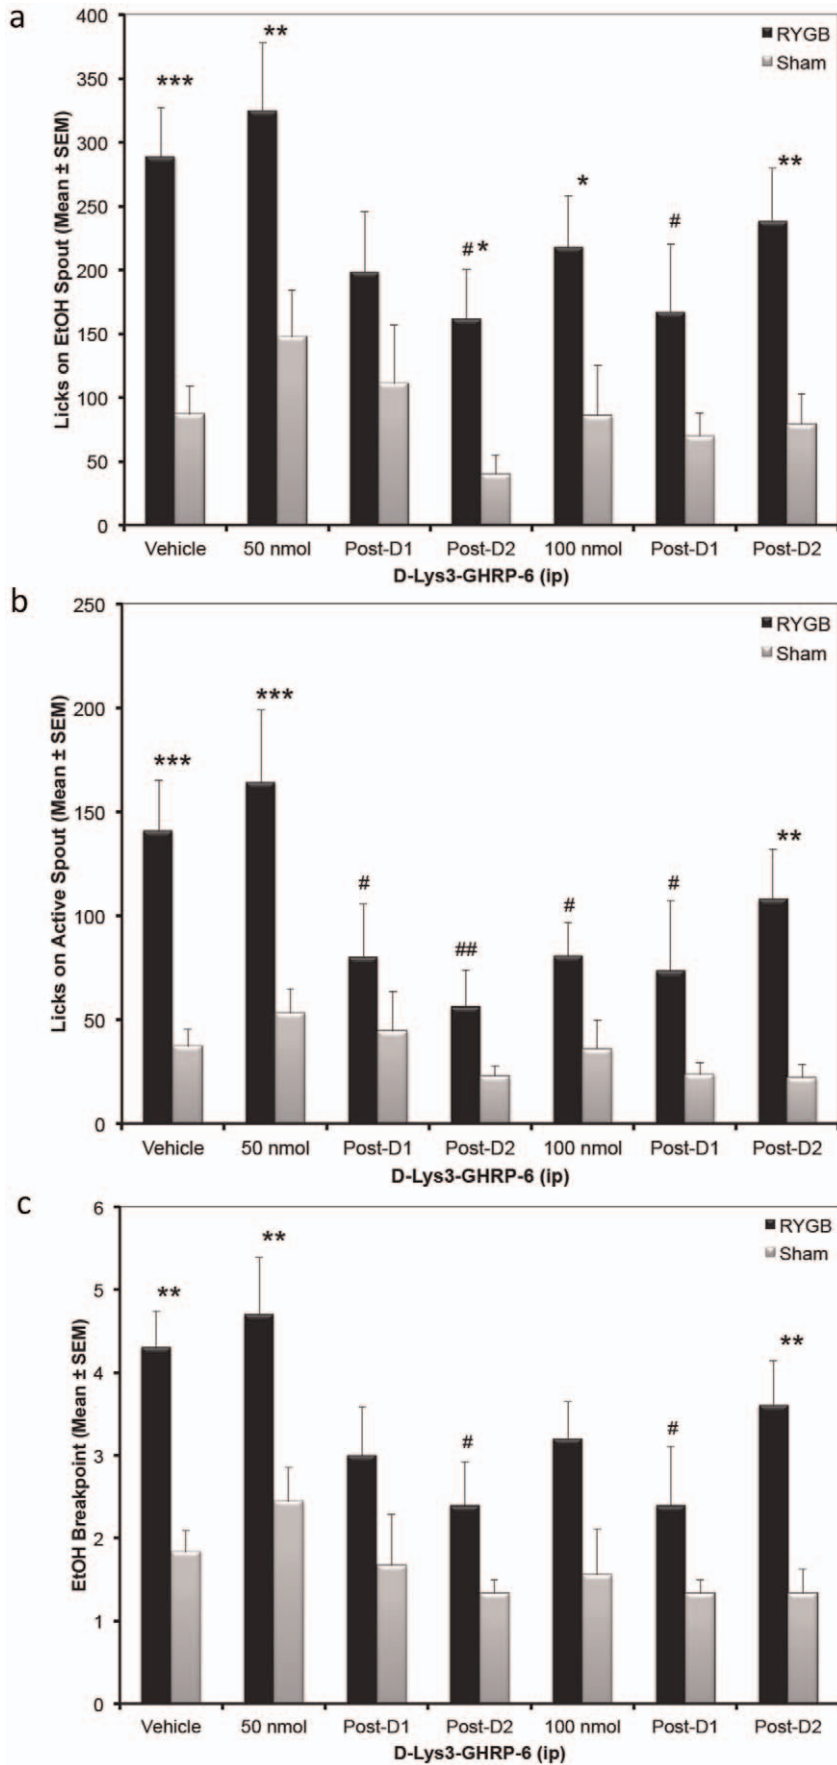 a
400
350
300
250
200
150
100
50
0
Licks on EtOH Spout (Mean ± SEM)
RYGB
Sham
***
**
#*
*
#
**
Vehicle 50 nmol Post-D1 Post-D2 100 nmol Post-D1 Post-D2
D-Lys3-GHRP-6 (ip)
b
250
200
150
100
50
0
Licks on Active Spout (Mean ± SEM)
RYGB
Sham
***
***
#
##
#
#
**
Vehicle 50 nmol Post-D1 Post-D2 100 nmol Post-D1 Post-D2
D-Lys3-GHRP-6 (ip)
c
6
5
4
3
2
1
0
EtOH Breakpoint (Mean ± SEM)
RYGB
Sham
**
**
#
#
**
Vehicle 50 nmol Post-D1 Post-D2 100 nmol Post-D1 Post-D2
D-Lys3-GHRP-6 (ip)